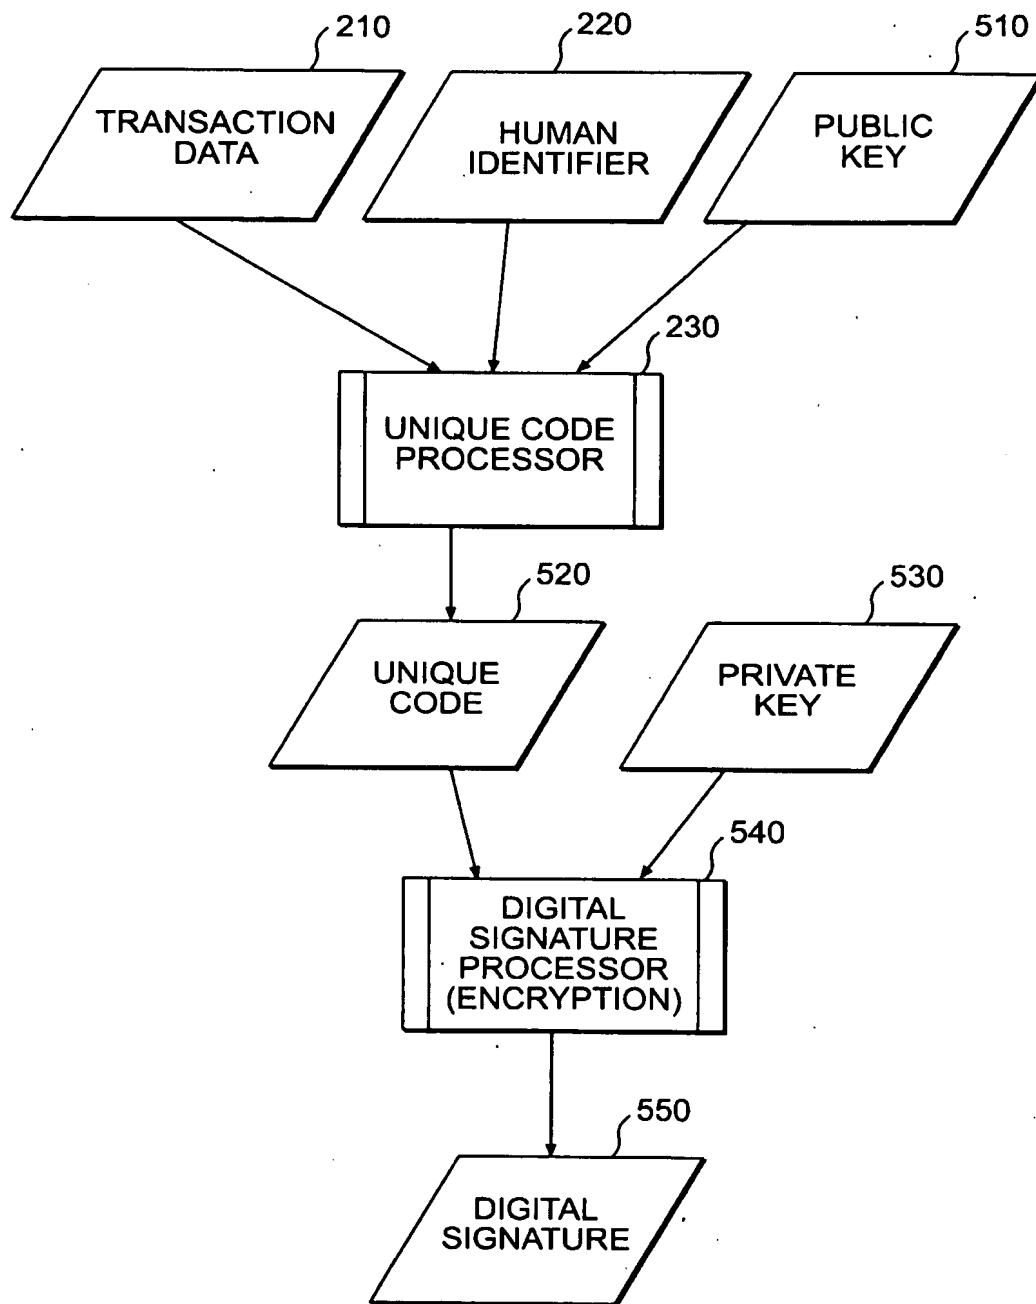 210
220
510
TRANSACTION
DATA
HUMAN
IDENTIFIER
PUBLIC
KEY
230
UNIQUE CODE
PROCESSOR
520
530
UNIQUE
CODE
PRIVATE
KEY
540
DIGITAL
SIGNATURE
PROCESSOR
(ENCRYPTION)
550
DIGITAL
SIGNATURE